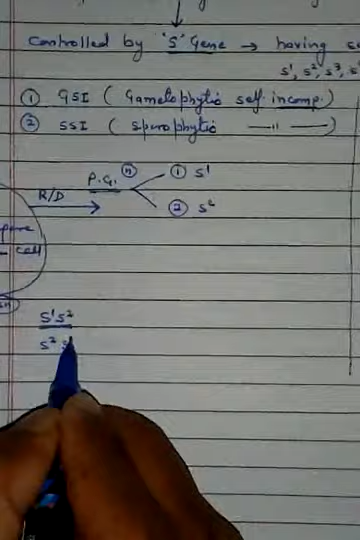 controlled by 'S' Gene → having
S¹, S², S³,
① GSI ( Gametophytic self incomp. )
② SSI ( sporophytic —〃— )
P.G. (n) ① S¹
R/D → ② S²
cell
S¹S²
S²